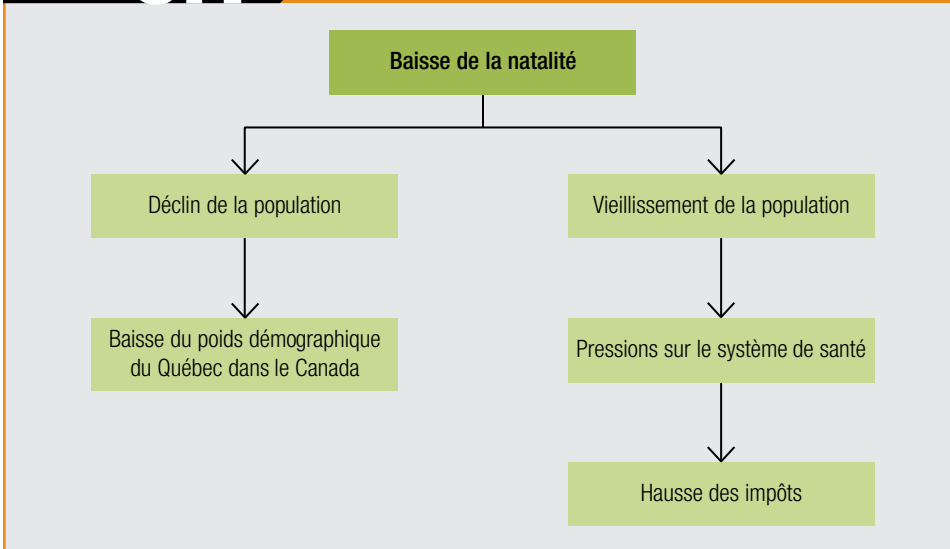 Baisse de la natalité
Déclin de la population
Vieillissement de la population
Baisse du poids démographique
du Québec dans le Canada
Pressions sur le système de santé
Hausse des impôts